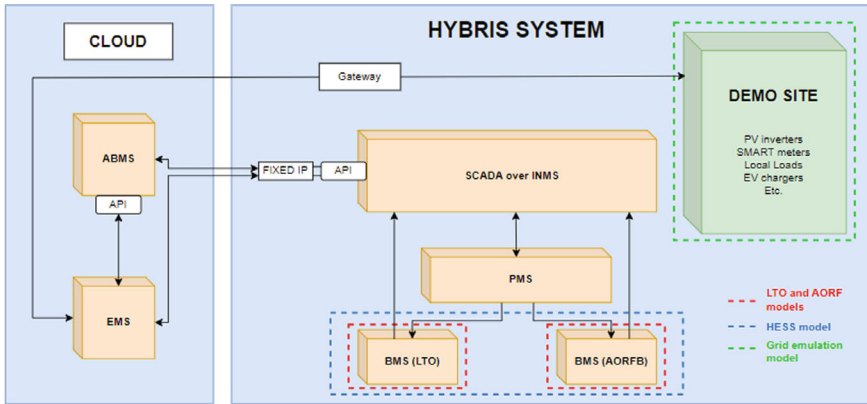 CLOUD
HYBRIS SYSTEM
Gateway
DEMO SITE
PV inverters
SMART meters
Local Loads
EV chargers
Etc.
ABMS
API
FIXED IP
API
SCADA over INMS
EMS
PMS
BMS (LTO)
BMS (AORFB)
LTO and AORF
models
HESS model
Grid emulation
model